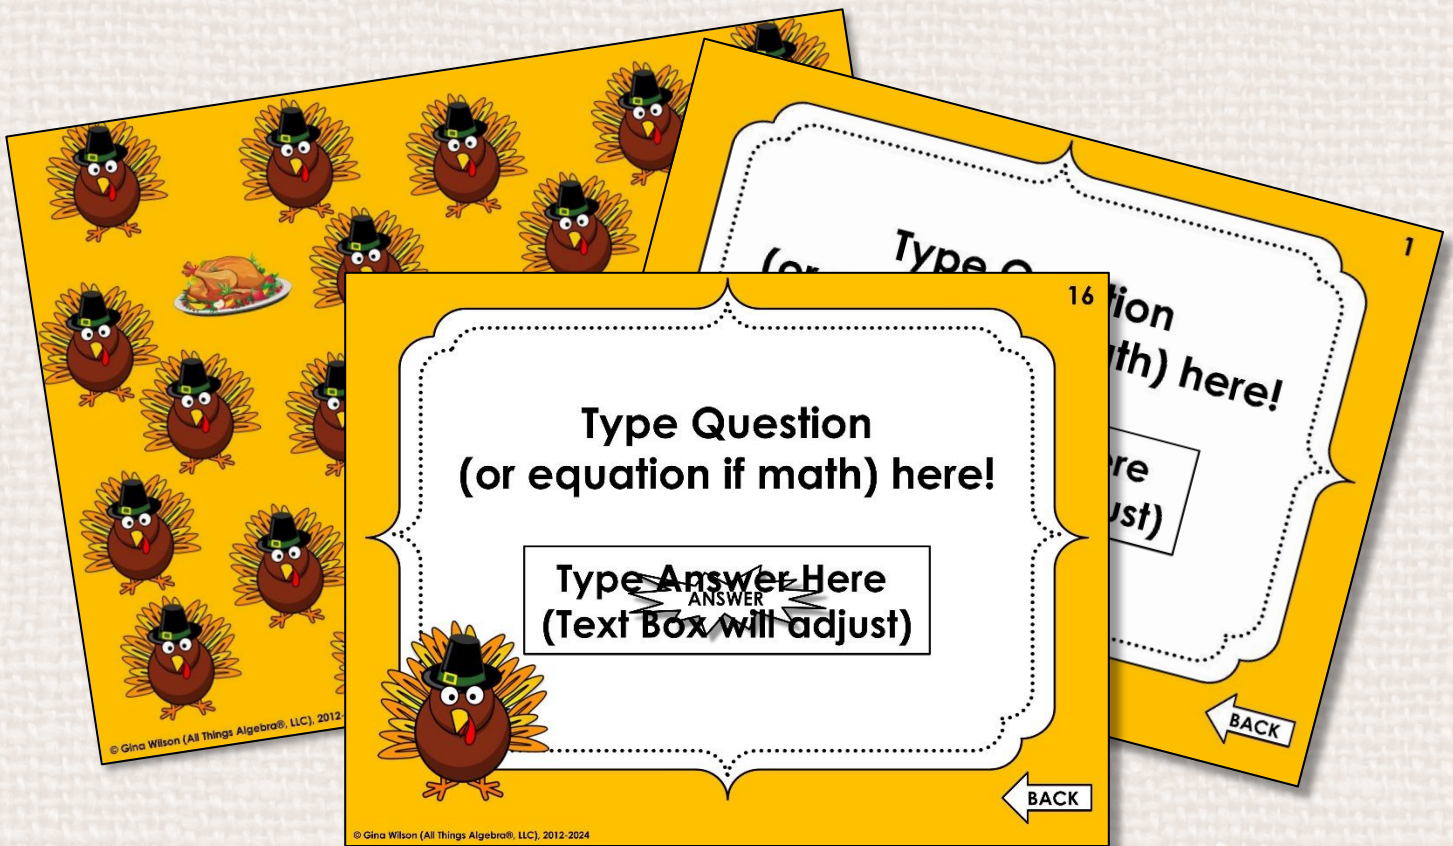 © Gina Wilson (All Things Algebra®, LLC), 2012-
1
Type
tion
(or
th) here!
BACK
16
Type Question
(or equation if math) here!
Type Answer Here
ANSWER
(Text Box will adjust)
BACK
© Gina Wilson (All Things Algebra®, LLC), 2012-2024